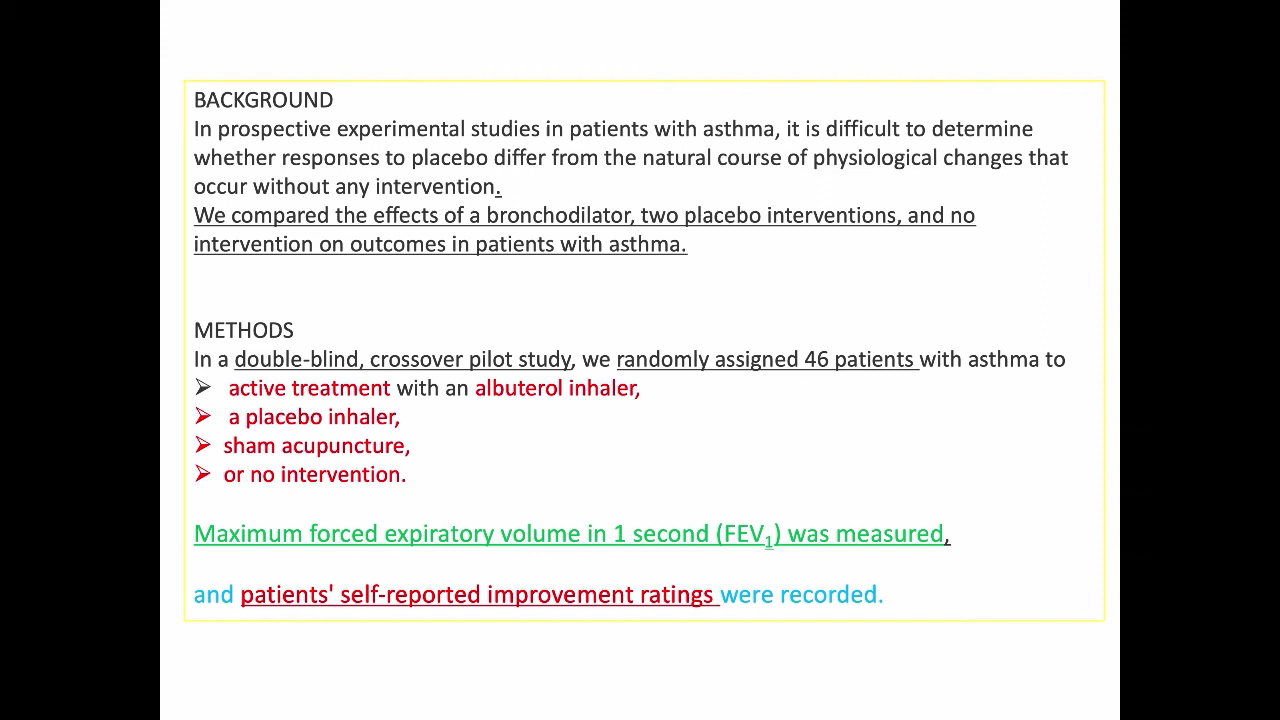 BACKGROUND
In prospective experimental studies in patients with asthma, it is difficult to determine
whether responses to placebo differ from the natural course of physiological changes that
occur without any intervention.
We compared the effects of a bronchodilator, two placebo interventions, and no
intervention on outcomes in patients with asthma.
METHODS
In a double-blind, crossover pilot study, we randomly assigned 46 patients with asthma to
➢ active treatment with an albuterol inhaler,
➢ a placebo inhaler,
➢ sham acupuncture,
➢ or no intervention.
Maximum forced expiratory volume in 1 second (FEV₁) was measured,
and patients' self-reported improvement ratings were recorded.